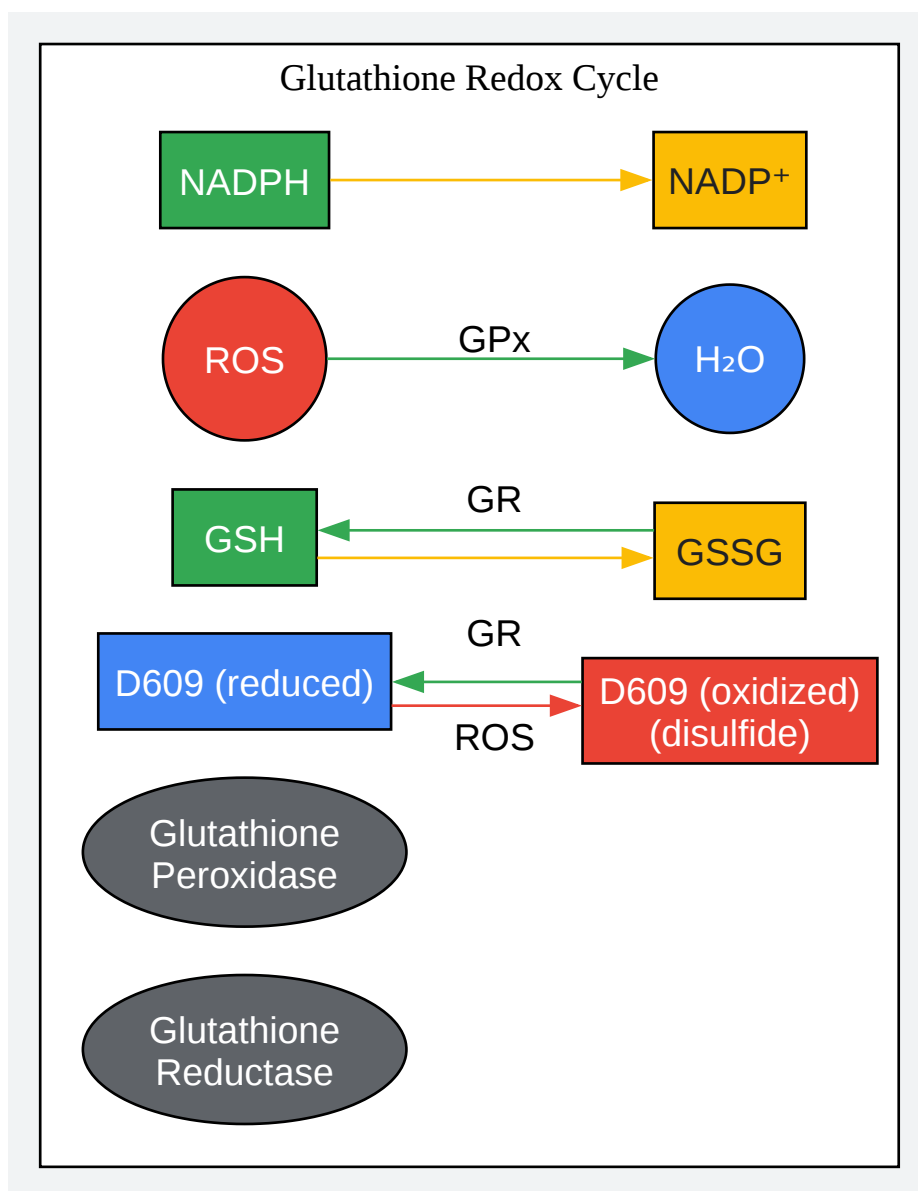 Glutathione Redox Cycle
NADPH
NADP⁺
ROS
GPx
H₂O
GSH
GR
GSSG
D609 (reduced)
GR
ROS
D609 (oxidized)
(disulfide)
Glutathione
Peroxidase
Glutathione
Reductase